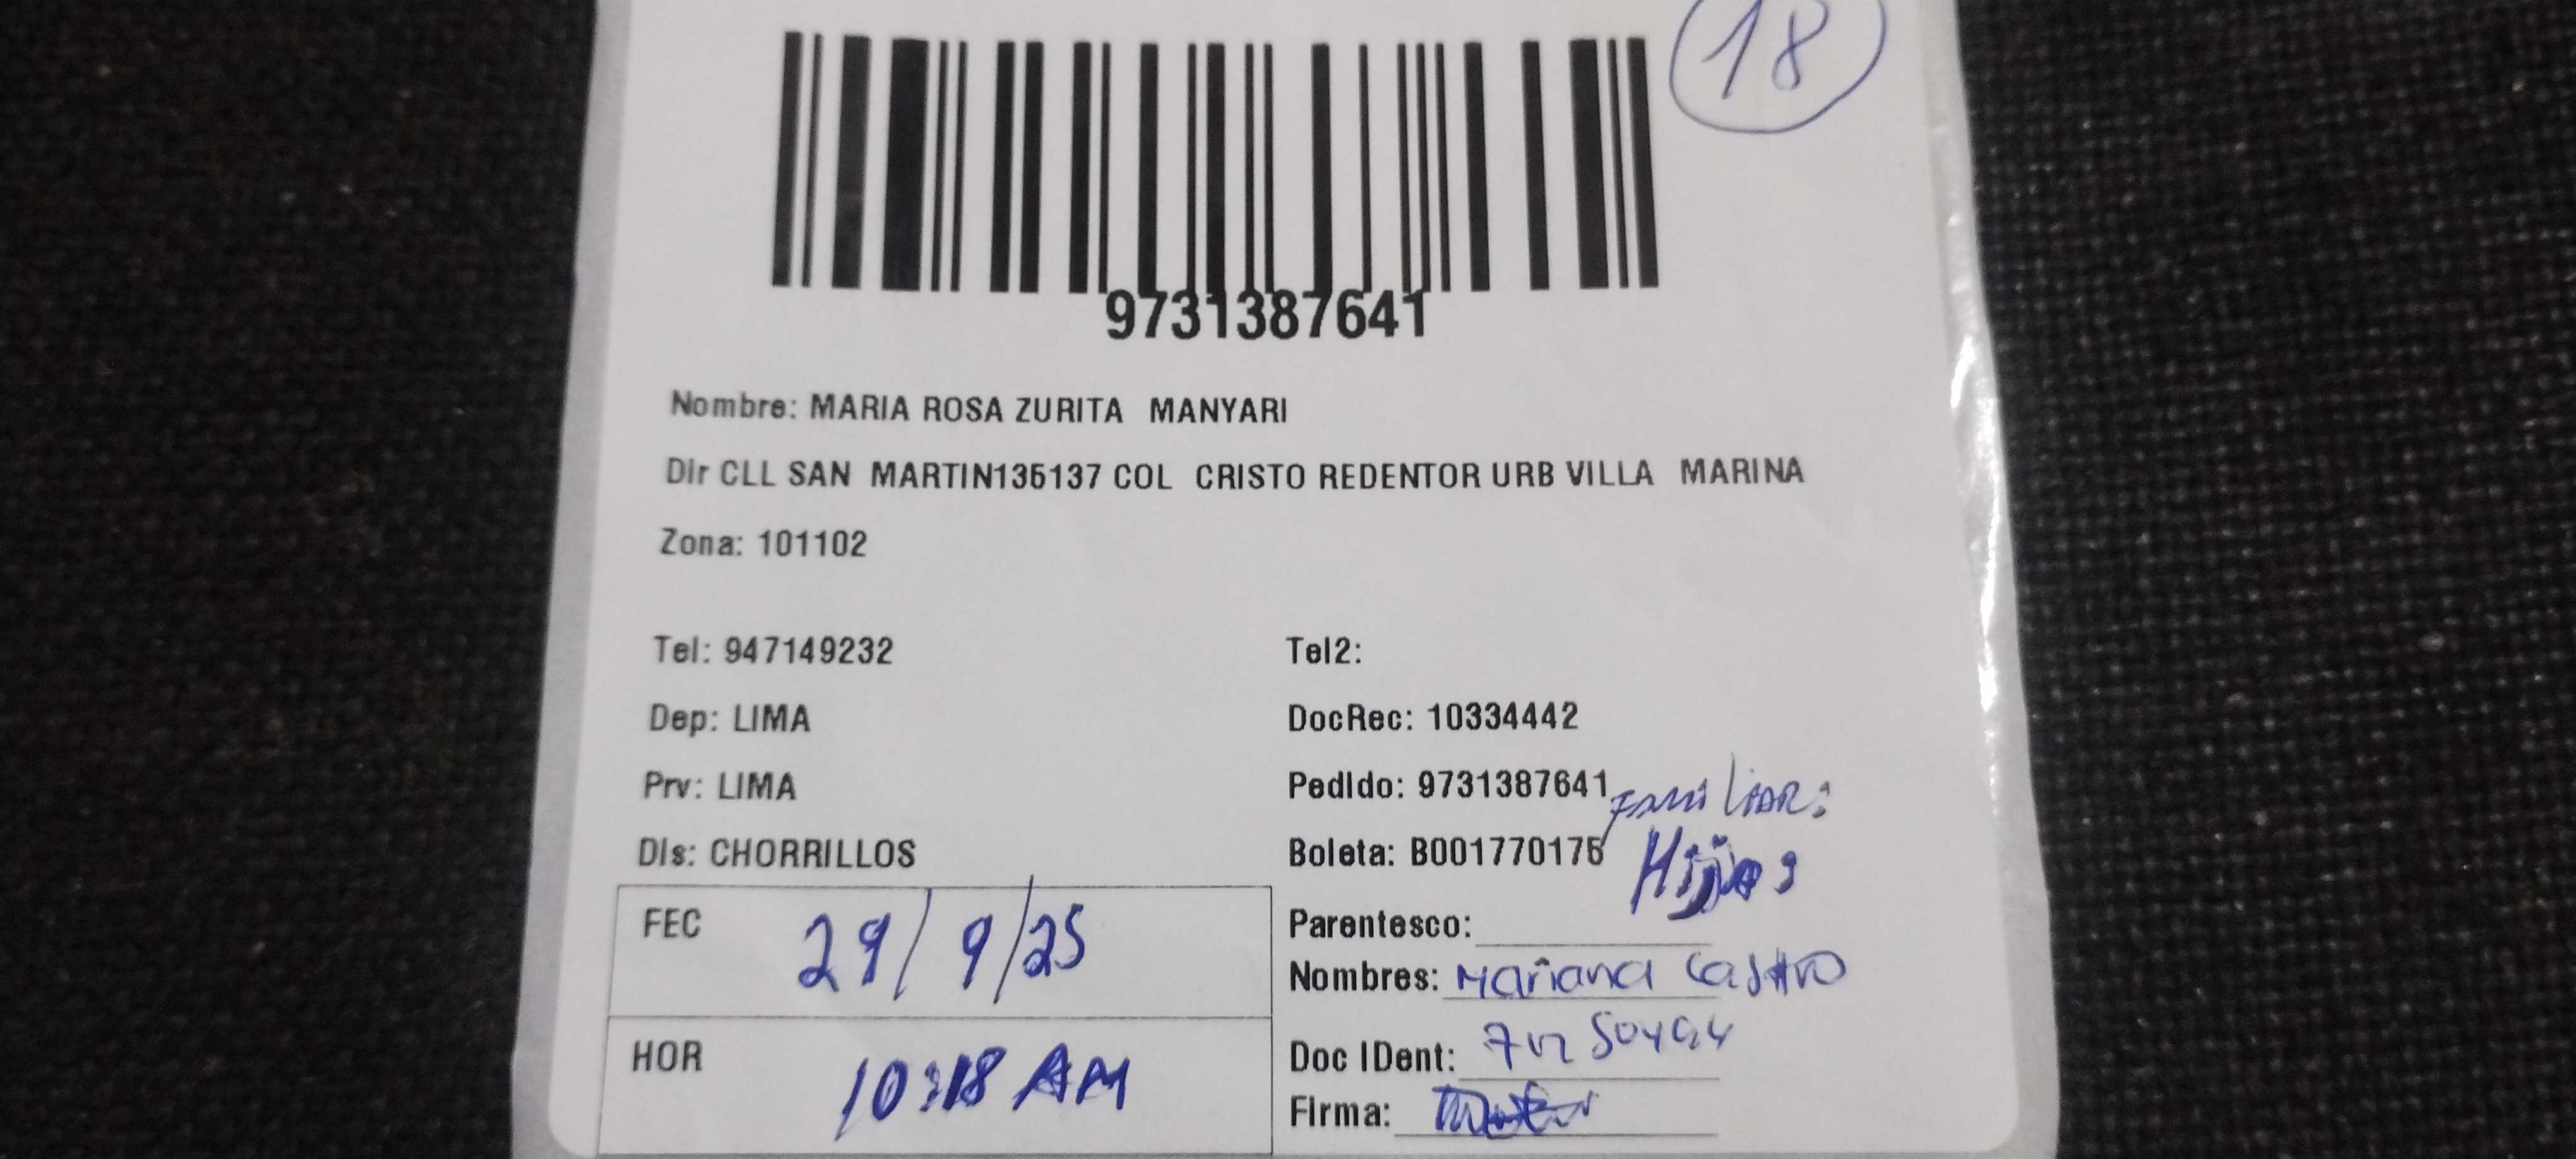 18
9731387641
Nombre: MARIA ROSA ZURITA MANYARI
Dir CLL SAN MARTIN135137 COL CRISTO REDENTOR URB VILLA MARINA
Zona: 101102
Tel: 947149232 Tel2:
Dep: LIMA DocRec: 10334442
Prv: LIMA Pedido: 9731387641 Familiar:
Dis: CHORRILLOS Boleta: B001770175
FEC 29/9/25 Parentesco:
Nombres: Mariana Castro
HOR 10:18 AM Doc IDent:
Firma: